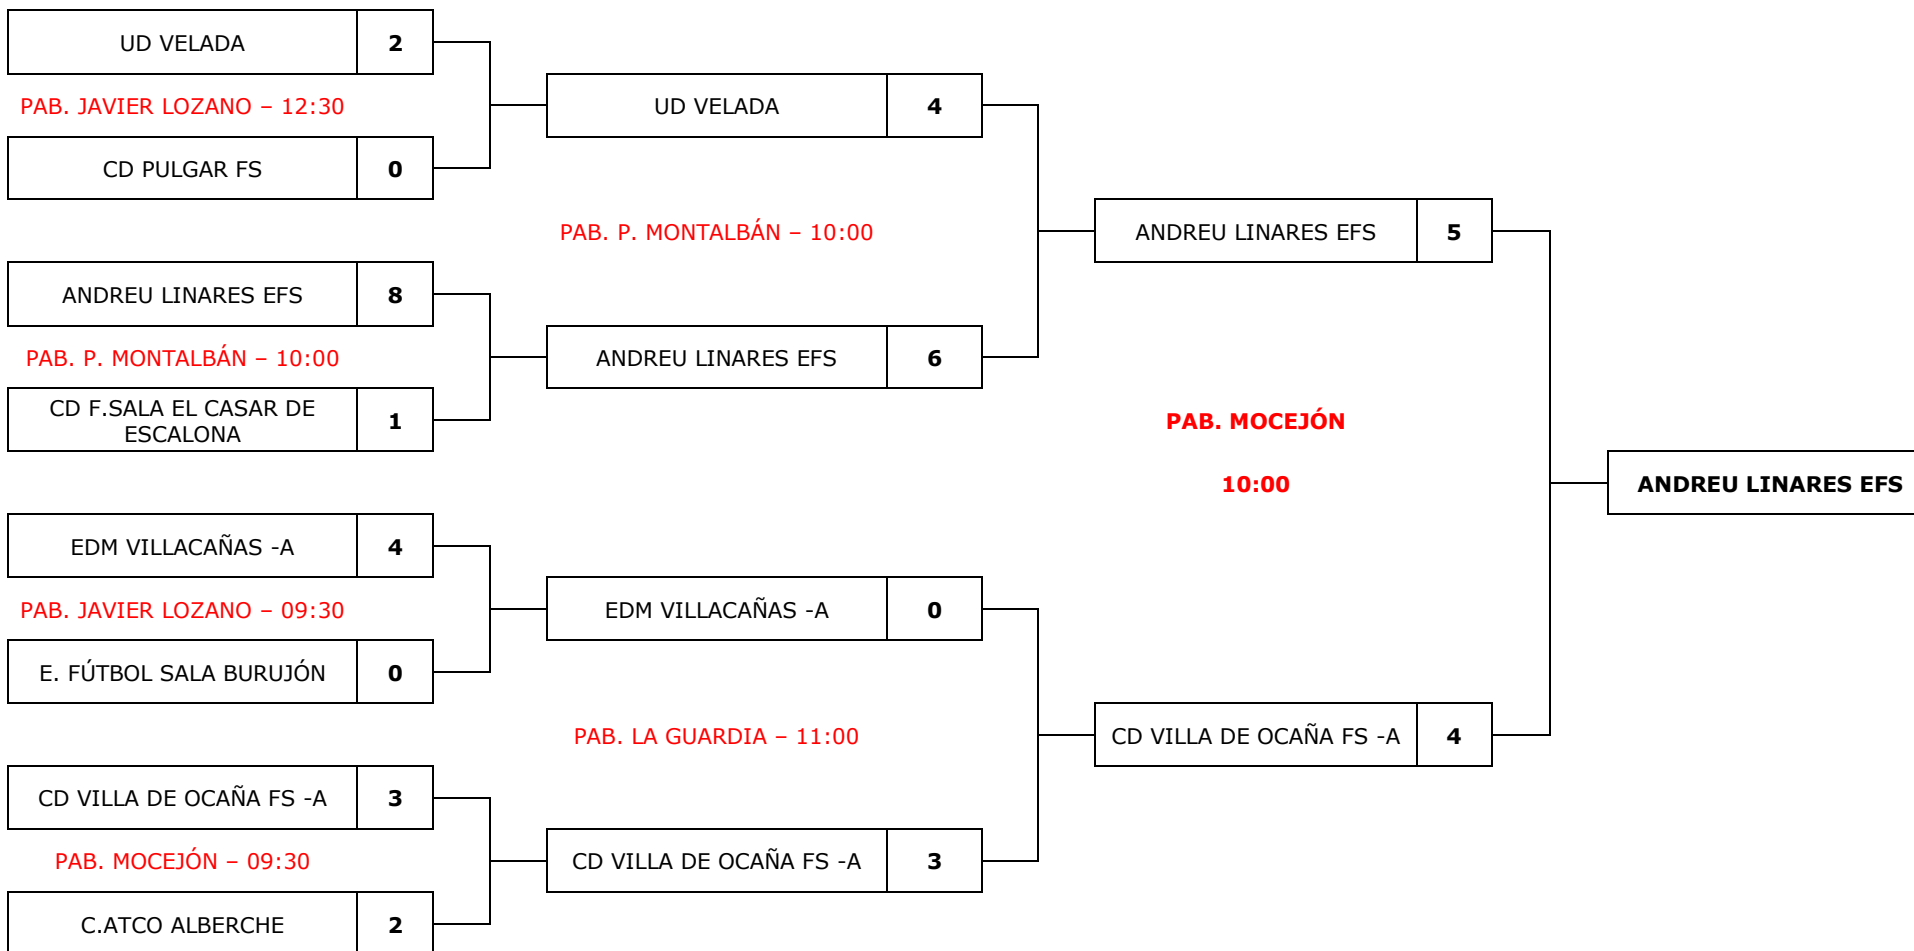 UD VELADA 2
PAB. JAVIER LOZANO – 12:30
CD PULGAR FS 0
ANDREU LINARES EFS 8
PAB. P. MONTALBÁN – 10:00
CD F.SALA EL CASAR DE
ESCALONA 1
EDM VILLACAÑAS -A 4
PAB. JAVIER LOZANO – 09:30
E. FÚTBOL SALA BURUJÓN 0
CD VILLA DE OCAÑA FS -A 3
PAB. MOCEJÓN – 09:30
C.ATCO ALBERCHE 2
UD VELADA 4
PAB. P. MONTALBÁN – 10:00
ANDREU LINARES EFS 6
EDM VILLACAÑAS -A 0
PAB. LA GUARDIA – 11:00
CD VILLA DE OCAÑA FS -A 3
ANDREU LINARES EFS 5
PAB. MOCEJÓN
10:00
CD VILLA DE OCAÑA FS -A 4
ANDREU LINARES EFS